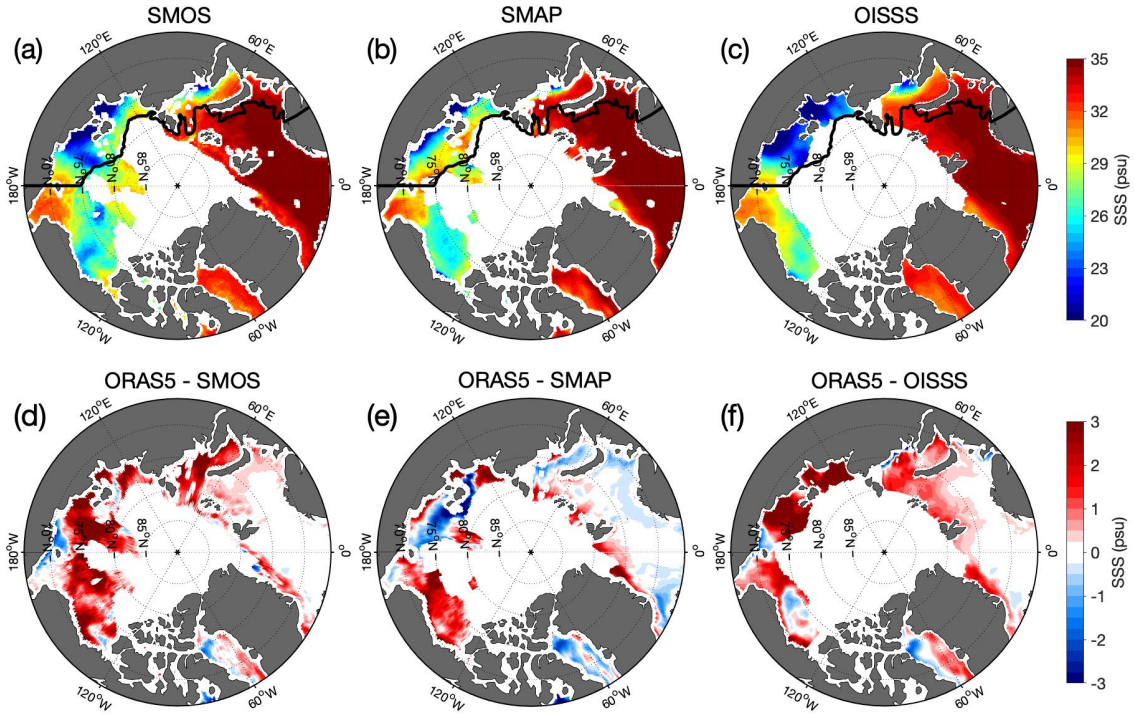 SMOS
SMAP
OISSS
(a)
(b)
(c)
120°E
60°E
120°E
60°E
120°E
60°E
35
32
29
26
23
20
SSS (psu)
180°W
70°N
75°N
80°N
85°N
0°
180°W
70°N
75°N
80°N
85°N
0°
180°W
70°N
75°N
80°N
85°N
0°
120°W
60°W
120°W
60°W
120°W
60°W
ORAS5 - SMOS
ORAS5 - SMAP
ORAS5 - OISSS
(d)
(e)
(f)
120°E
60°E
120°E
60°E
120°E
60°E
3
2
1
0
-1
-2
-3
SSS (psu)
180°W
70°N
75°N
80°N
85°N
0°
180°W
70°N
75°N
80°N
85°N
0°
180°W
70°N
75°N
80°N
85°N
0°
120°W
60°W
120°W
60°W
120°W
60°W